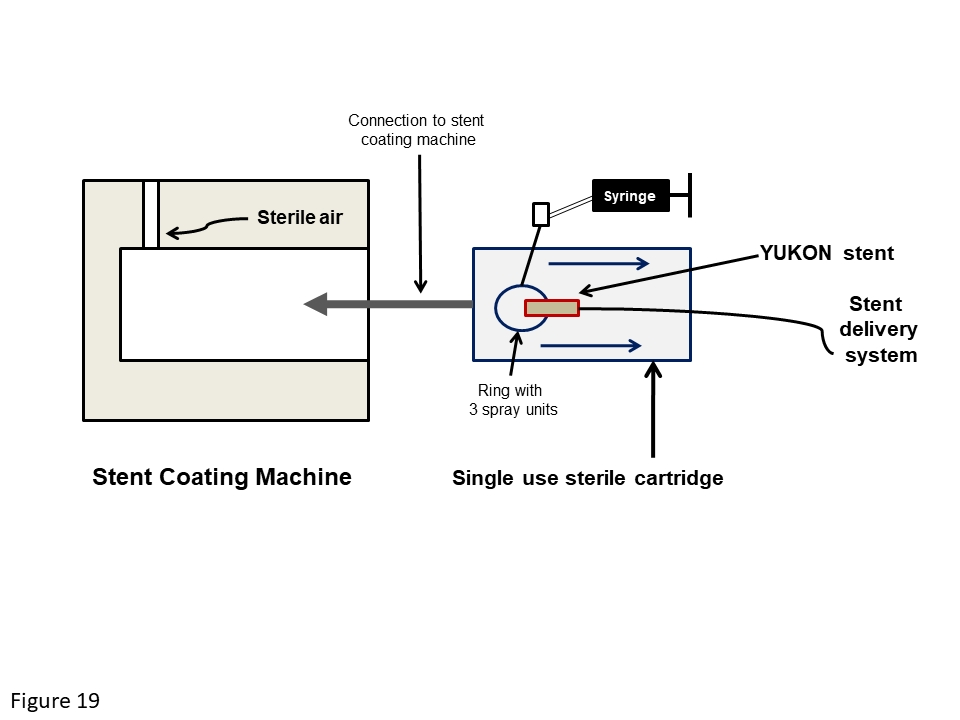 Connection to stent
coating machine
Syringe
Sterile air
YUKON stent
Stent
delivery
system
Ring with
3 spray units
Stent Coating Machine
Single use sterile cartridge
Figure 19